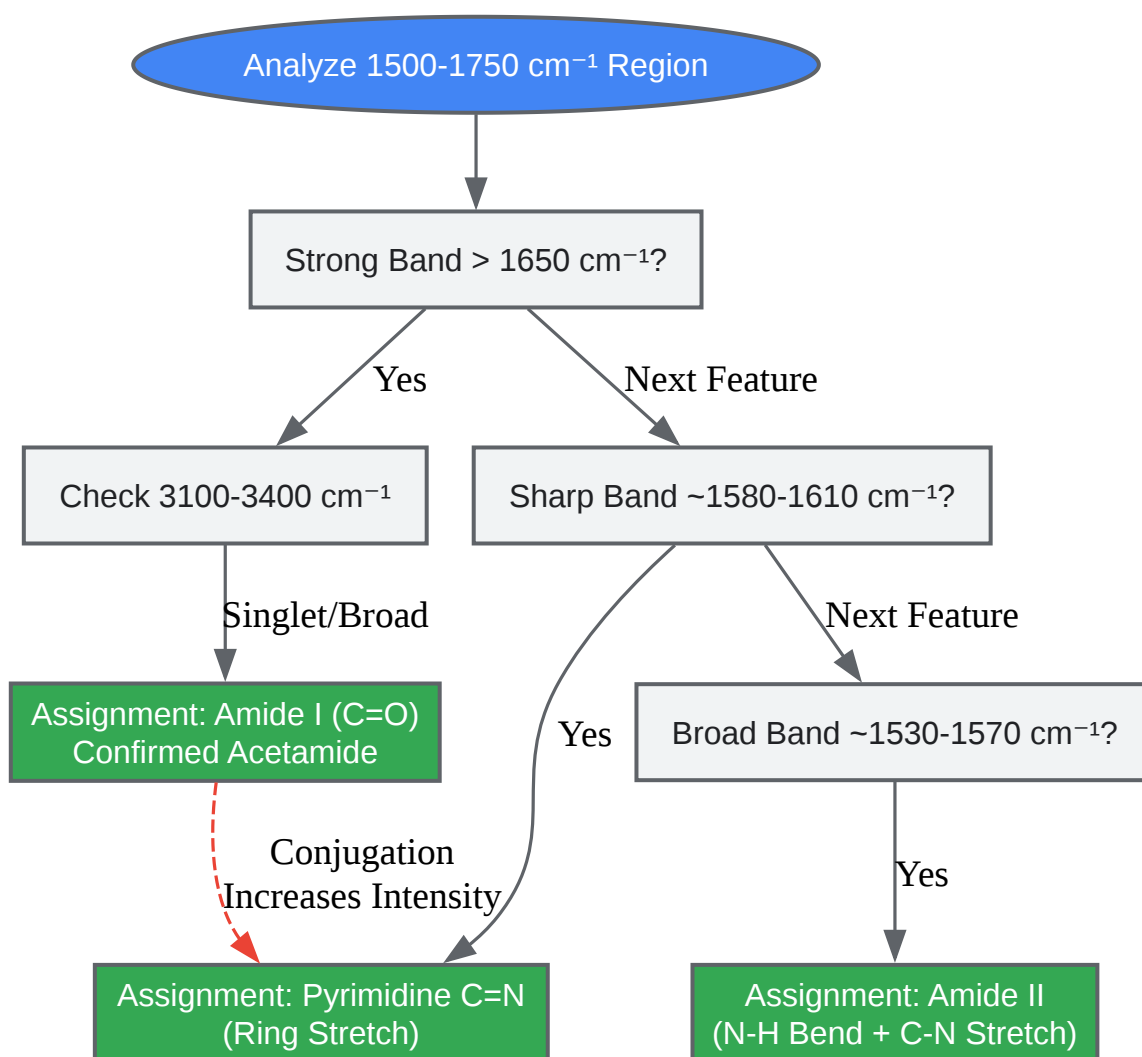 Analyze 1500-1750 cm⁻¹ Region
Strong Band > 1650 cm⁻¹?
Yes
Next Feature
Check 3100-3400 cm⁻¹
Sharp Band ~1580-1610 cm⁻¹?
Singlet/Broad
Next Feature
Assignment: Amide I (C=O)
Confirmed Acetamide
Yes
Broad Band ~1530-1570 cm⁻¹?
Conjugation
Increases Intensity
Yes
Assignment: Pyrimidine C=N
(Ring Stretch)
Assignment: Amide II
(N-H Bend + C-N Stretch)